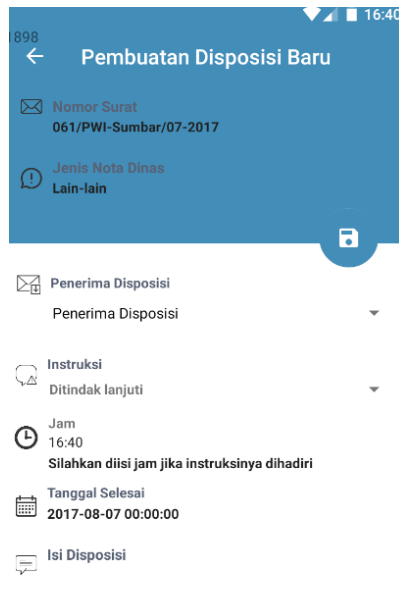 16:40
1898
Pembuatan Disposisi Baru
Nomor Surat
061/PWI-Sumbar/07-2017
Jenis Nota Dinas
Lain-lain
Penerima Disposisi
Penerima Disposisi
Instruksi
Ditindak lanjuti
Jam
16:40
Silahkan diisi jam jika instruksinya dihadiri
Tanggal Selesai
2017-08-07 00:00:00
Isi Disposisi